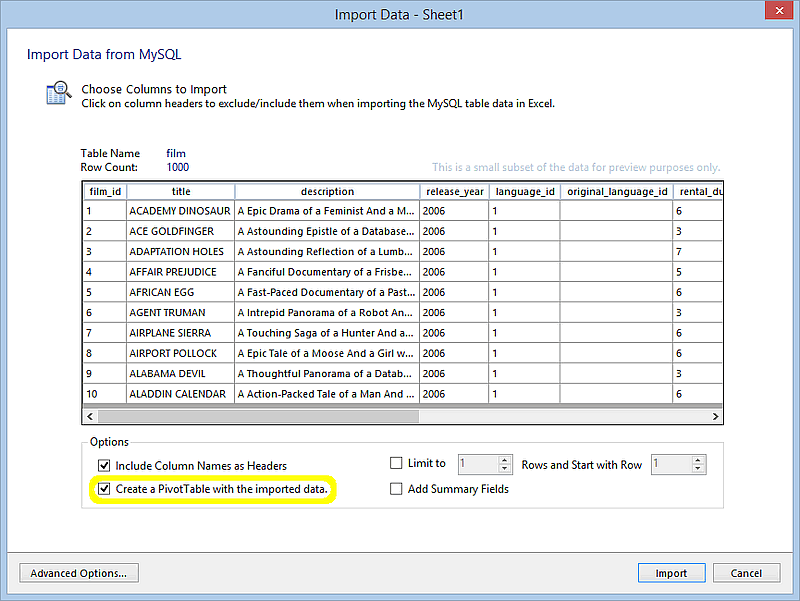 Import Data - Sheet1
Import Data from MySQL
Choose Columns to Import
Click on column headers to exclude/include them when importing the MySQL table data in Excel.
Table Name film
Row Count: 1000
This is a small subset of the data for preview purposes only.
film_id title description release_year language_id original_language_id rental_du
1 ACADEMY DINOSAUR A Epic Drama of a Feminist And a M... 2006 1 6
2 ACE GOLDFINGER A Astounding Epistle of a Database... 2006 1 3
3 ADAPTATION HOLES A Astounding Reflection of a Lumb... 2006 1 7
4 AFFAIR PREJUDICE A Fanciful Documentary of a Frisbe... 2006 1 5
5 AFRICAN EGG A Fast-Paced Documentary of a Past... 2006 1 6
6 AGENT TRUMAN A Intrepid Panorama of a Robot An... 2006 1 3
7 AIRPLANE SIERRA A Touching Saga of a Hunter And a... 2006 1 6
8 AIRPORT POLLOCK A Epic Tale of a Moose And a Girl w... 2006 1 6
9 ALABAMA DEVIL A Thoughtful Panorama of a Datab... 2006 1 3
10 ALADDIN CALENDAR A Action-Packed Tale of a Man And ... 2006 1 6
Options
Include Column Names as Headers
Limit to 1 Rows and Start with Row 1
Create a PivotTable with the imported data.
Add Summary Fields
Advanced Options...
Import
Cancel